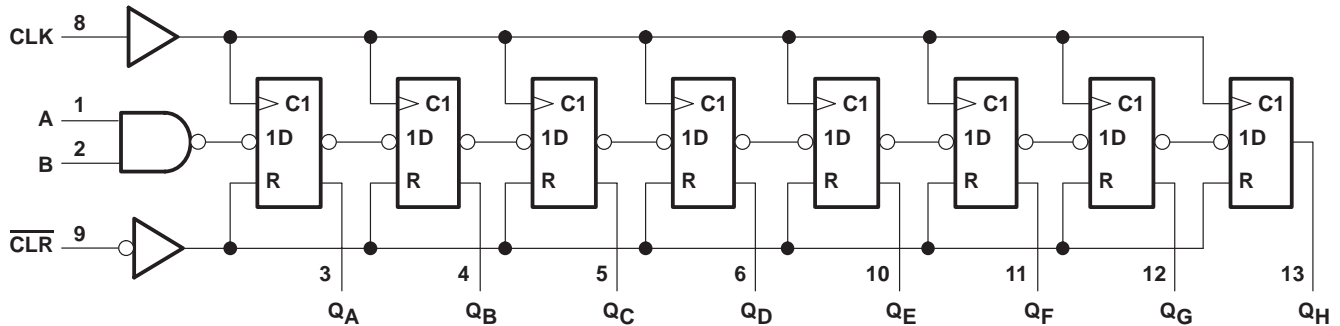 CLK 8
C1 C1 C1 C1 C1 C1 C1 C1
A 1
1D 1D 1D 1D 1D 1D 1D 1D
B 2
R R R R R R R R
CLR 9
3 4 5 6 10 11 12 13
QA QB QC QD QE QF QG QH